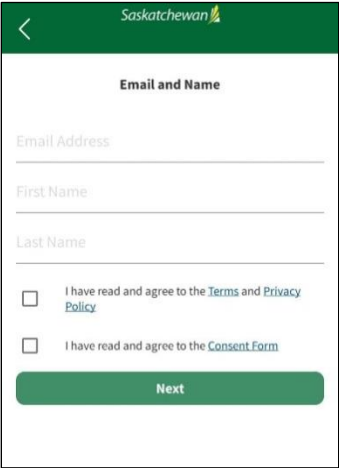 Saskatchewan
Email and Name
Email Address
First Name
Last Name
I have read and agree to the Terms and Privacy
Policy
I have read and agree to the Consent Form
Next